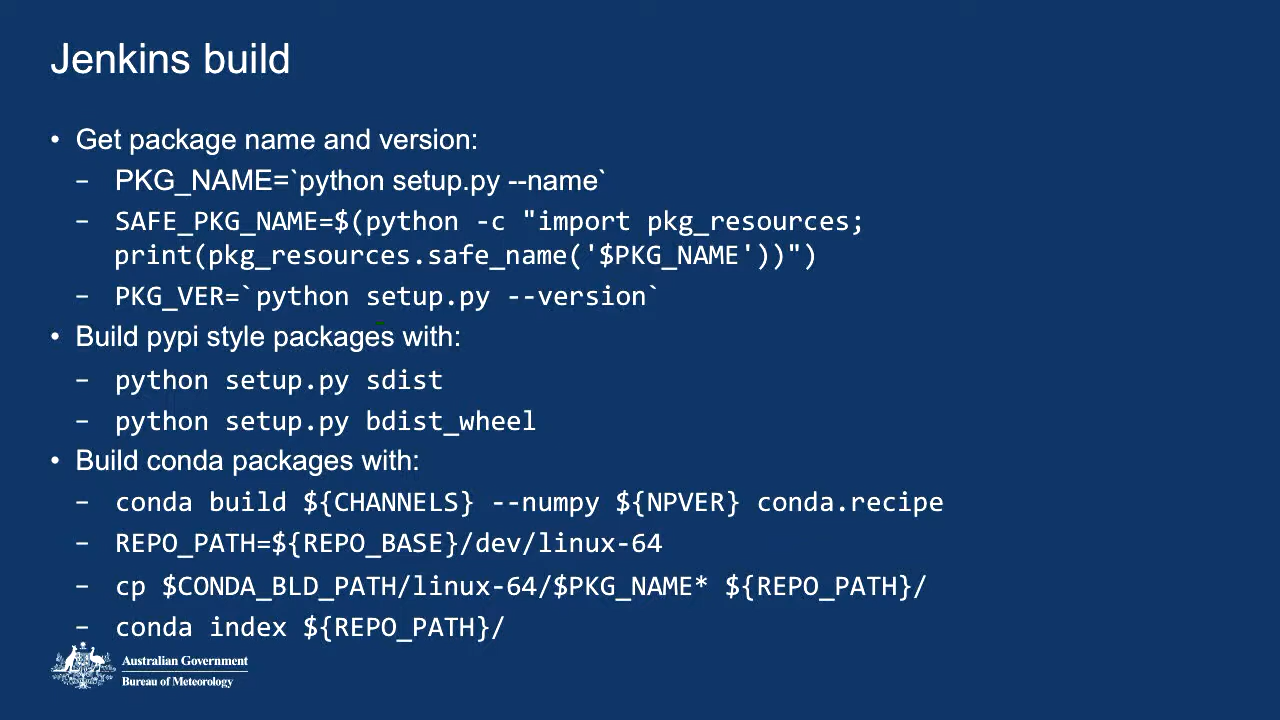 Jenkins build
• Get package name and version:
– PKG_NAME=`python setup.py --name`
– SAFE_PKG_NAME=$(python -c "import pkg_resources;
print(pkg_resources.safe_name('$PKG_NAME'))")
– PKG_VER=`python setup.py --version`
• Build pypi style packages with:
– python setup.py sdist
– python setup.py bdist_wheel
• Build conda packages with:
– conda build ${CHANNELS} --numpy ${NPVER} conda.recipe
– REPO_PATH=${REPO_BASE}/dev/linux-64
– cp $CONDA_BLD_PATH/linux-64/$PKG_NAME* ${REPO_PATH}/
– conda index ${REPO_PATH}/
Australian Government
Bureau of Meteorology